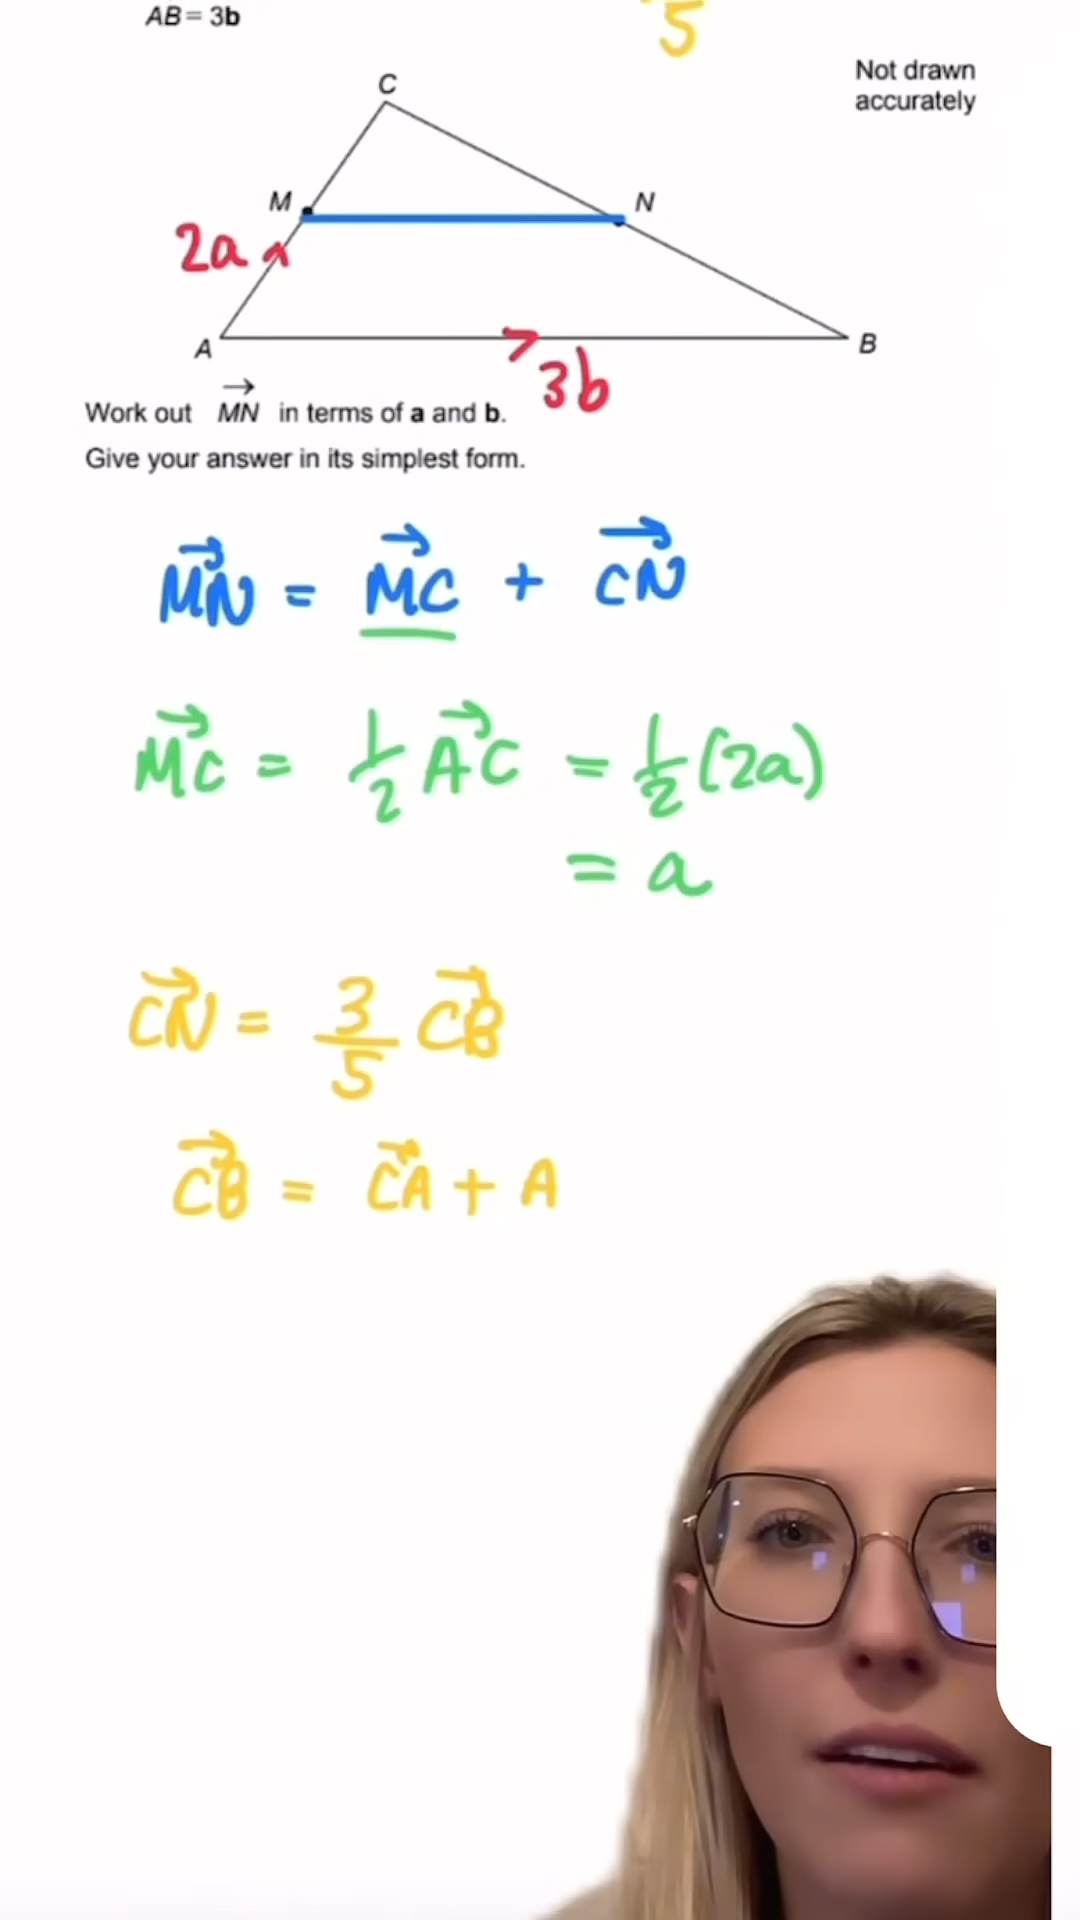 AB = 3b
5
Not drawn
accurately
C
M
N
2a
A
B
3b
Work out MN in terms of a and b.
Give your answer in its simplest form.
MN = MC + CN
MC = 1/2 AC = 1/2 (2a)
= a
CN = 3/5 CB
CB = CA + A